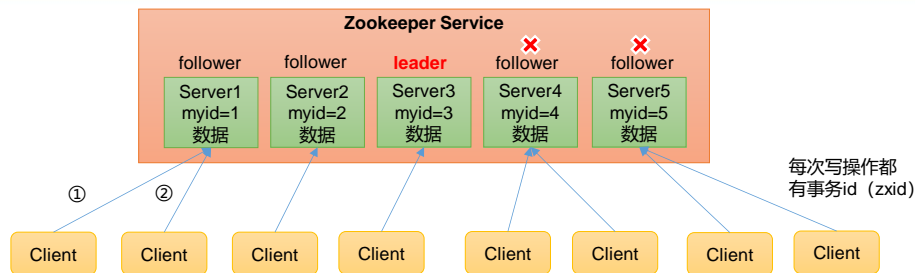 Zookeeper Service
follower
follower
leader
follower
follower
Server1
myid=1
数据
Server2
myid=2
数据
Server3
myid=3
数据
Server4
myid=4
数据
Server5
myid=5
数据
①
②
每次写操作都
有事务id（zxid）
Client
Client
Client
Client
Client
Client
Client
Client